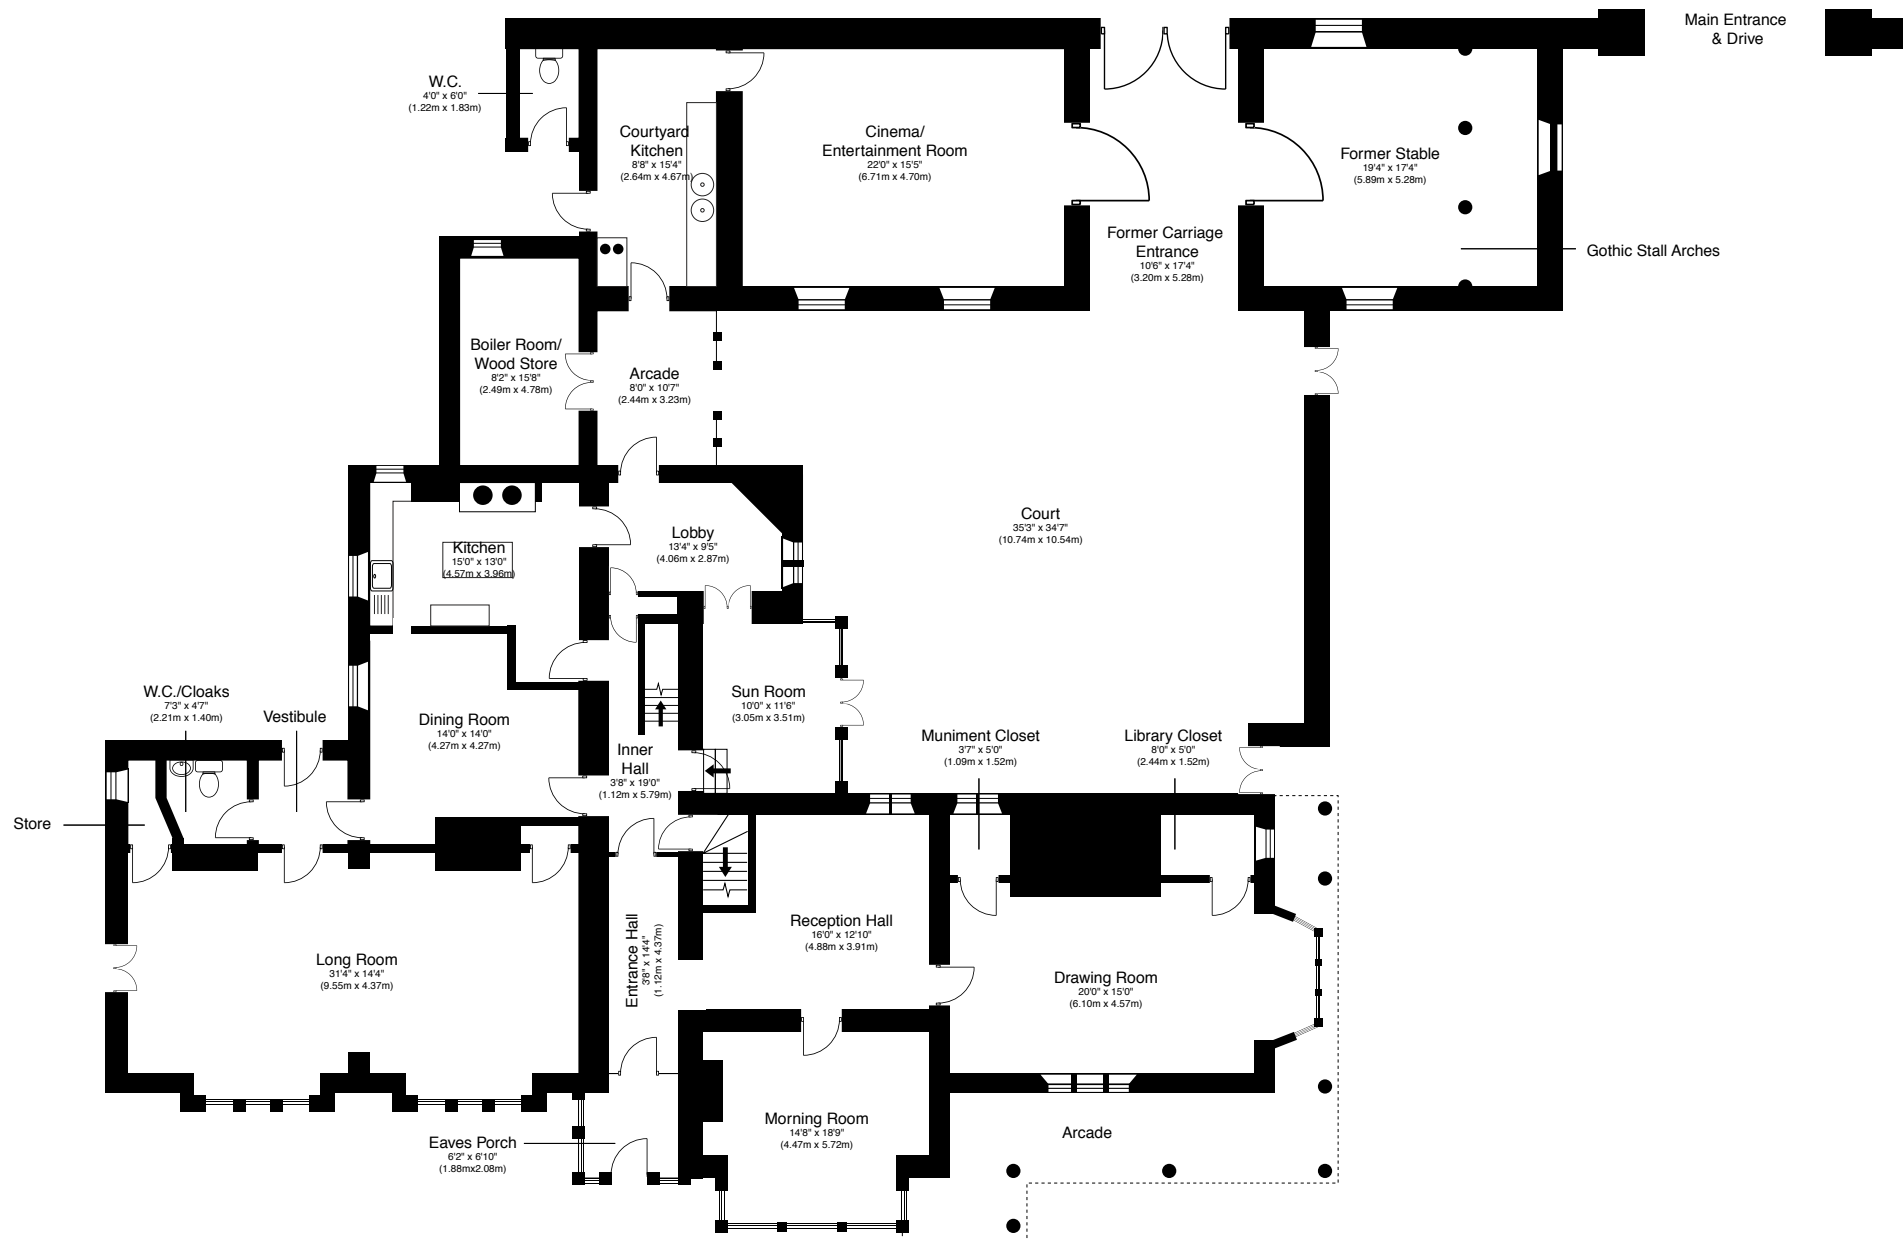 Main Entrance
& Drive
W.C.
4'0" x 6'0"
(1.22m x 1.83m)
Courtyard
Kitchen
8'8" x 15'4"
(2.64m x 4.67m)
Cinema/
Entertainment Room
22'0" x 15'5"
(6.71m x 4.70m)
Former Stable
19'4" x 17'4"
(5.89m x 5.28m)
Former Carriage
Entrance
10'6" x 17'4"
(3.20m x 5.28m)
Gothic Stall Arches
Boiler Room/
Wood Store
8'2" x 15'8"
(2.49m x 4.78m)
Arcade
8'0" x 10'7"
(2.44m x 3.23m)
Court
35'3" x 34'7"
(10.74m x 10.54m)
Lobby
13'4" x 9'5"
(4.06m x 2.87m)
Kitchen
15'0" x 13'0"
(4.57m x 3.96m)
W.C./Cloaks
7'3" x 4'7"
(2.21m x 1.40m)
Vestibule
Dining Room
14'0" x 14'0"
(4.27m x 4.27m)
Sun Room
10'0" x 11'6"
(3.05m x 3.51m)
Inner
Hall
3'8" x 19'0"
(1.12m x 5.79m)
Muniment Closet
3'7" x 5'0"
(1.09m x 1.52m)
Library Closet
8'0" x 5'0"
(2.44m x 1.52m)
Store
Long Room
31'4" x 14'4"
(9.55m x 4.37m)
Entrance Hall
3'8" x 14'4"
(1.12m x 4.37m)
Reception Hall
16'0" x 12'10"
(4.88m x 3.91m)
Drawing Room
20'0" x 15'0"
(6.10m x 4.57m)
Morning Room
14'8" x 18'9"
(4.47m x 5.72m)
Arcade
Eaves Porch
6'2" x 6'10"
(1.88mx2.08m)